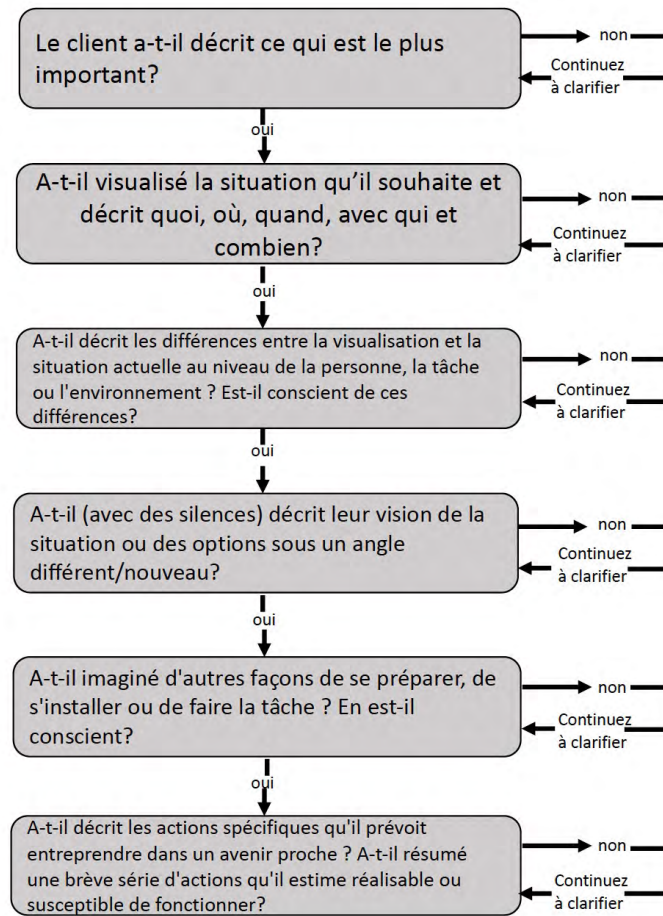 Le client a-t-il décrit ce qui est le plus
important?
non
Continuez
à clarifier
oui
A-t-il visualisé la situation qu'il souhaite et
décrit quoi, où, quand, avec qui et
combien?
non
Continuez
à clarifier
oui
A-t-il décrit les différences entre la visualisation et la
situation actuelle au niveau de la personne, la tâche
ou l'environnement ? Est-il conscient de ces
différences?
non
Continuez
à clarifier
oui
A-t-il (avec des silences) décrit leur vision de la
situation ou des options sous un angle
différent/nouveau?
non
Continuez
à clarifier
oui
A-t-il imaginé d'autres façons de se préparer, de
s'installer ou de faire la tâche ? En est-il
conscient?
non
Continuez
à clarifier
oui
A-t-il décrit les actions spécifiques qu'il prévoit
entreprendre dans un avenir proche ? A-t-il résumé
une brève série d'actions qu'il estime réalisable ou
susceptible de fonctionner?
non
Continuez
à clarifier